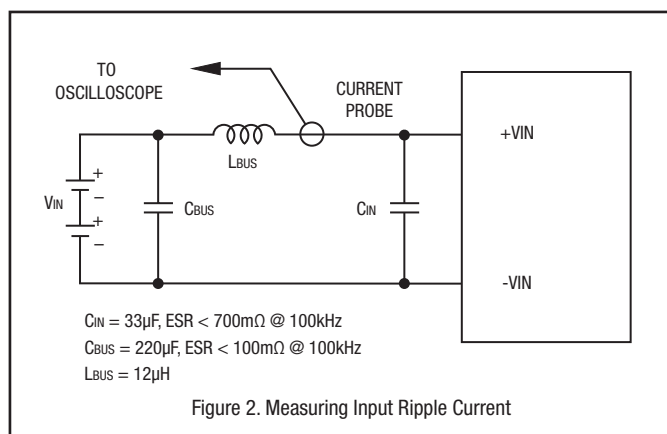 TO
OSCILLOSCOPE
CURRENT
PROBE
+VIN
LBUS
VIN
+
−
+
−
CBUS
CIN
-VIN
CIN = 33µF, ESR < 700mΩ @ 100kHz
CBUS = 220µF, ESR < 100mΩ @ 100kHz
LBUS = 12µH
Figure 2. Measuring Input Ripple Current